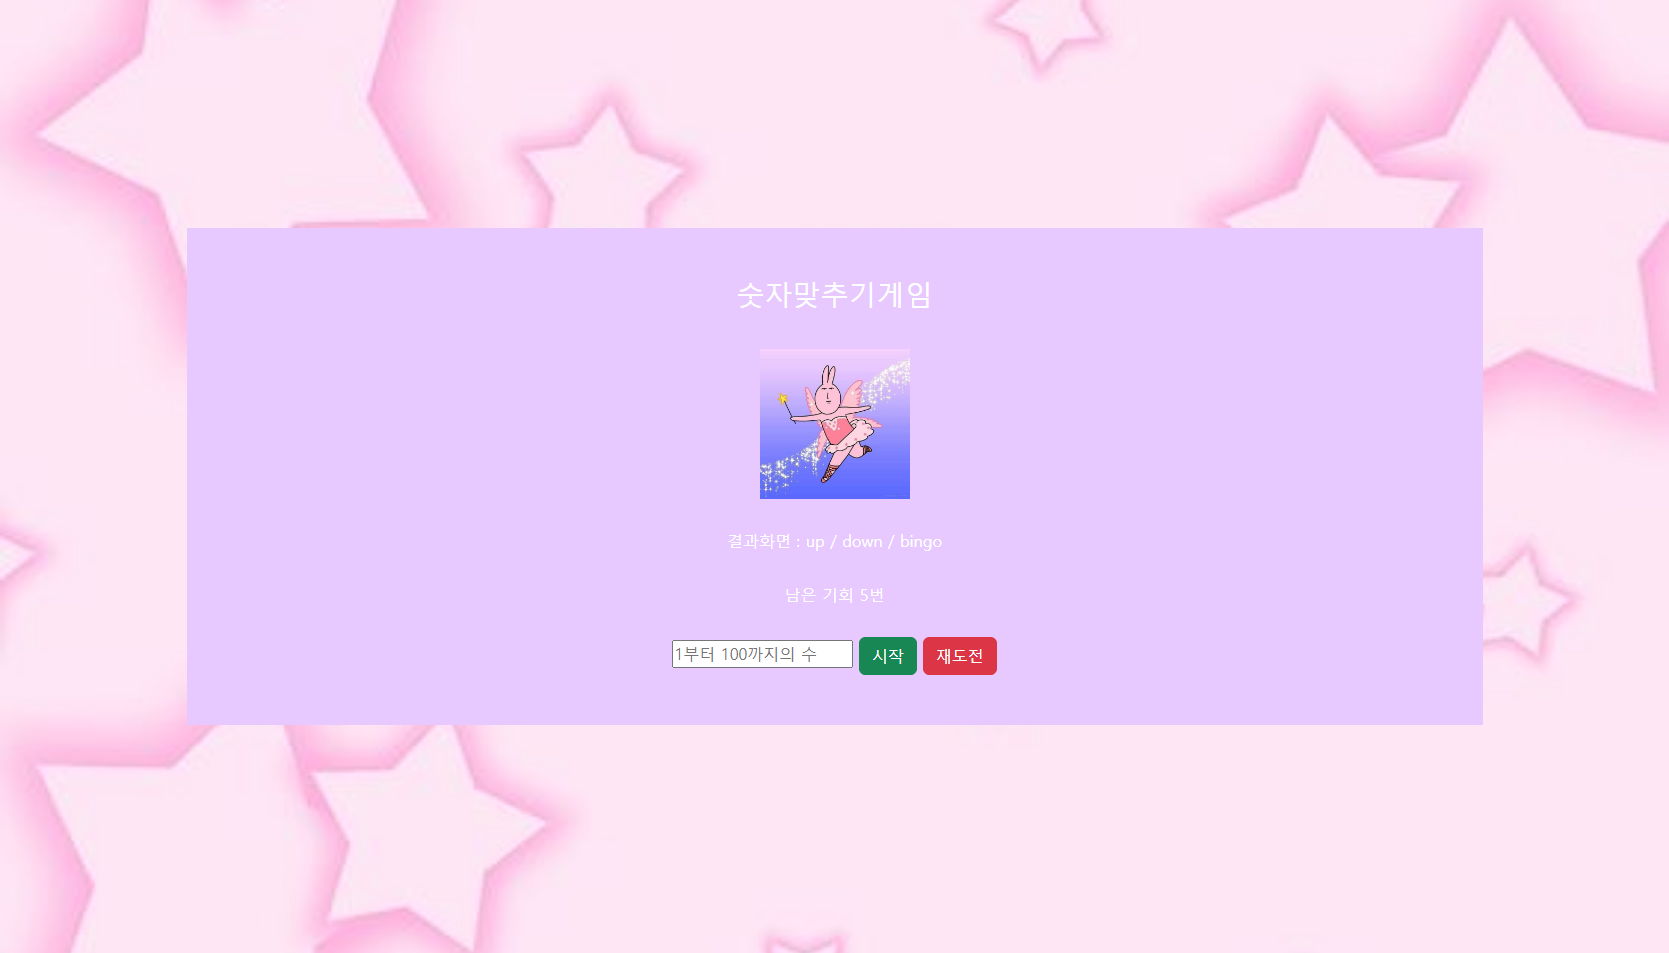 숫자맞추기게임
결과화면 : up / down / bingo
남은 기회 5번
1부터 100까지의 수 시작 재도전